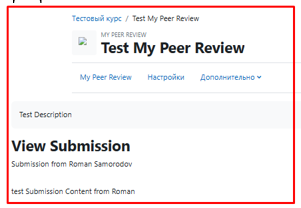 Тестовый курс / Test My Peer Review
MY PEER REVIEW
Test My Peer Review
My Peer Review Настройки Дополнительно
Test Description
View Submission
Submission from Roman Samorodov
test Submission Content from Roman